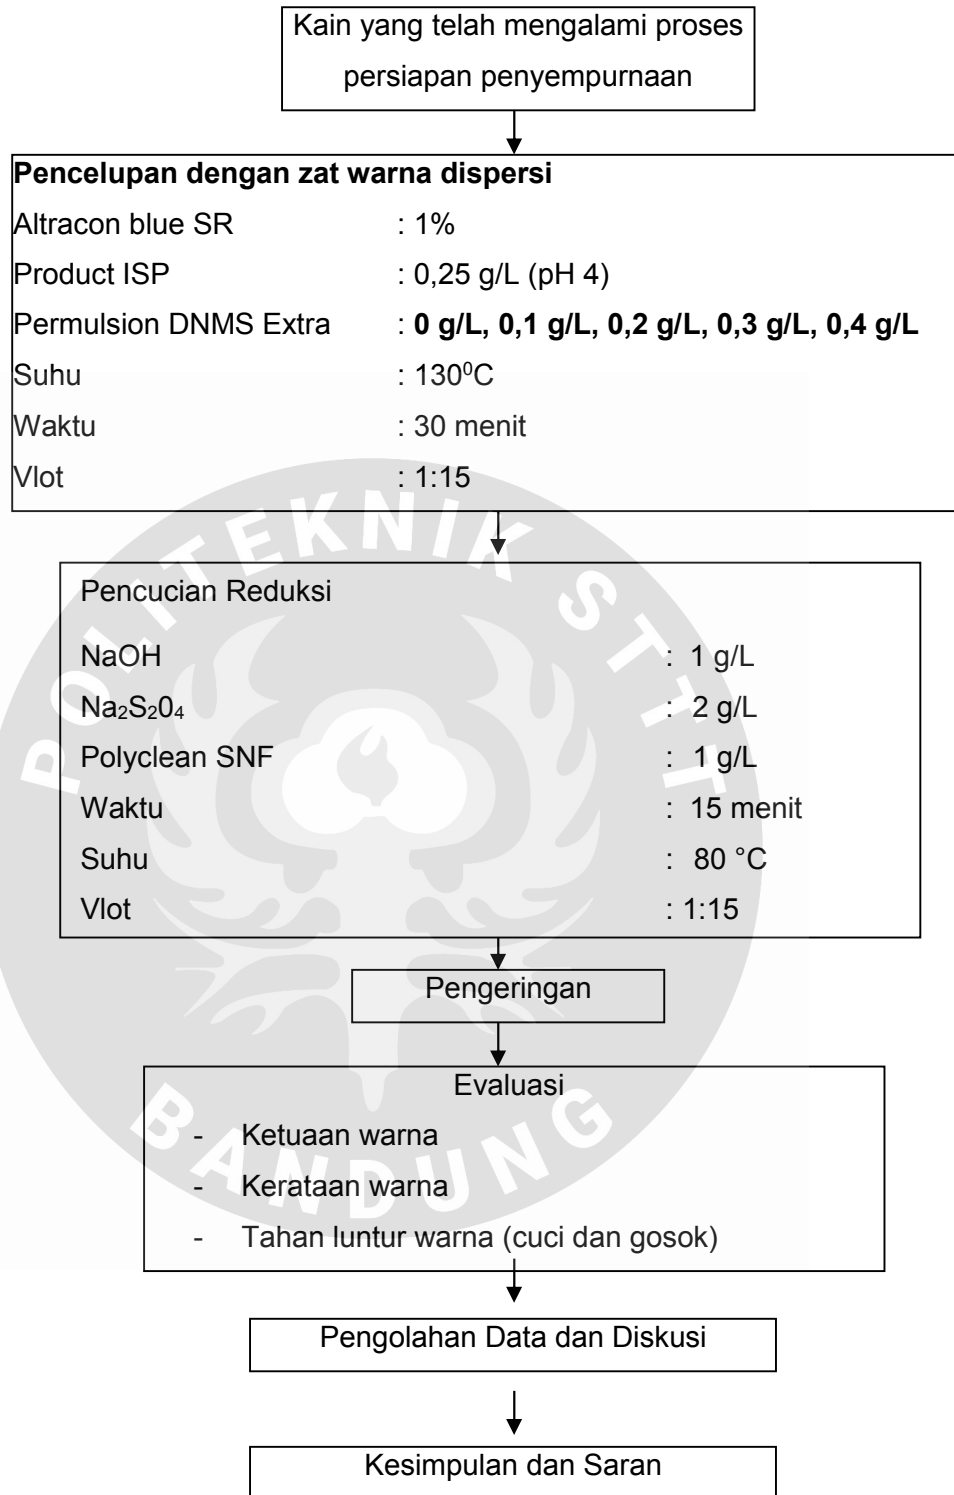 Kain yang telah mengalami proses
persiapan penyempurnaan
Pencelupan dengan zat warna dispersi
Altracon blue SR : 1%
Product ISP : 0,25 g/L (pH 4)
Permulsion DNMS Extra : 0 g/L, 0,1 g/L, 0,2 g/L, 0,3 g/L, 0,4 g/L
Suhu : 130⁰C
Waktu : 30 menit
Vlot : 1:15
Pencucian Reduksi
NaOH : 1 g/L
Na₂S₂0₄ : 2 g/L
Polyclean SNF : 1 g/L
Waktu : 15 menit
Suhu : 80 °C
Vlot : 1:15
Pengeringan
Evaluasi
- Ketuaan warna
- Kerataan warna
- Tahan luntur warna (cuci dan gosok)
Pengolahan Data dan Diskusi
Kesimpulan dan Saran
POLITEKNIK STTT
BANDUNG